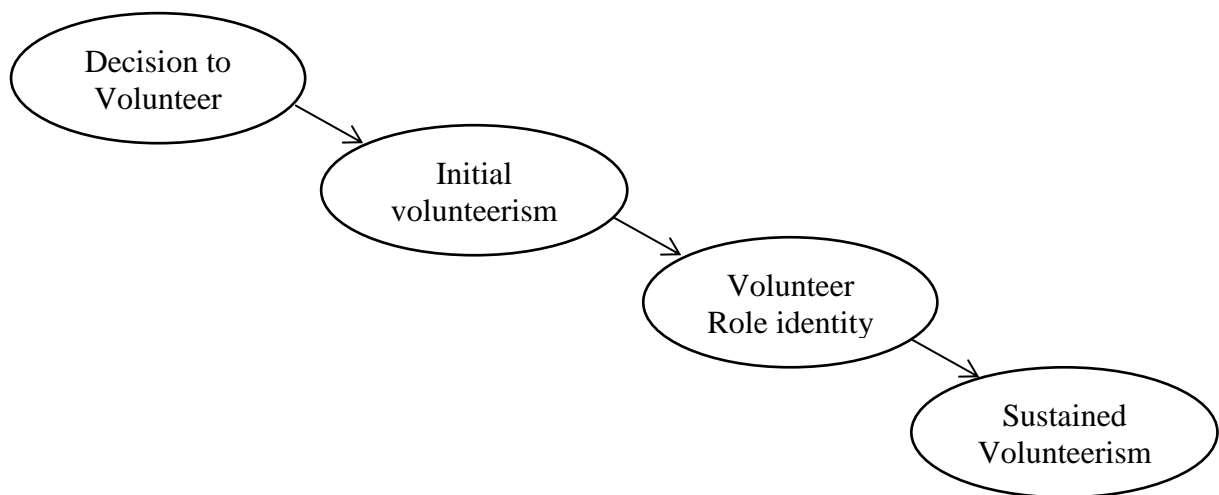 Decision to
Volunteer
Initial
volunteerism
Volunteer
Role identity
Sustained
Volunteerism